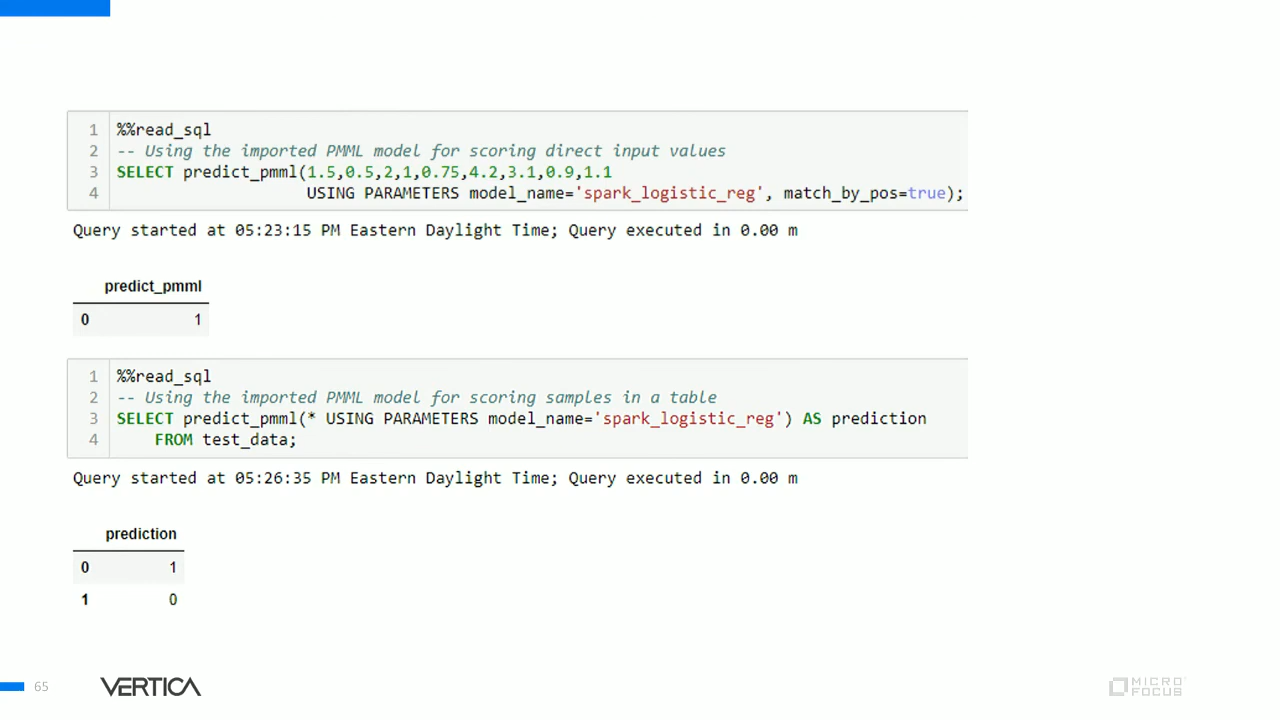 1 %%read_sql
2 -- Using the imported PMML model for scoring direct input values
3 SELECT predict_pmml(1.5,0.5,2,1,0.75,4.2,3.1,0.9,1.1
4 USING PARAMETERS model_name='spark_logistic_reg', match_by_pos=true);
Query started at 05:23:15 PM Eastern Daylight Time; Query executed in 0.00 m
predict_pmml
0 1
1 %%read_sql
2 -- Using the imported PMML model for scoring samples in a table
3 SELECT predict_pmml(* USING PARAMETERS model_name='spark_logistic_reg') AS prediction
4 FROM test_data;
Query started at 05:26:35 PM Eastern Daylight Time; Query executed in 0.00 m
prediction
0 1
1 0
65 VERTICA
MICRO
FOCUS